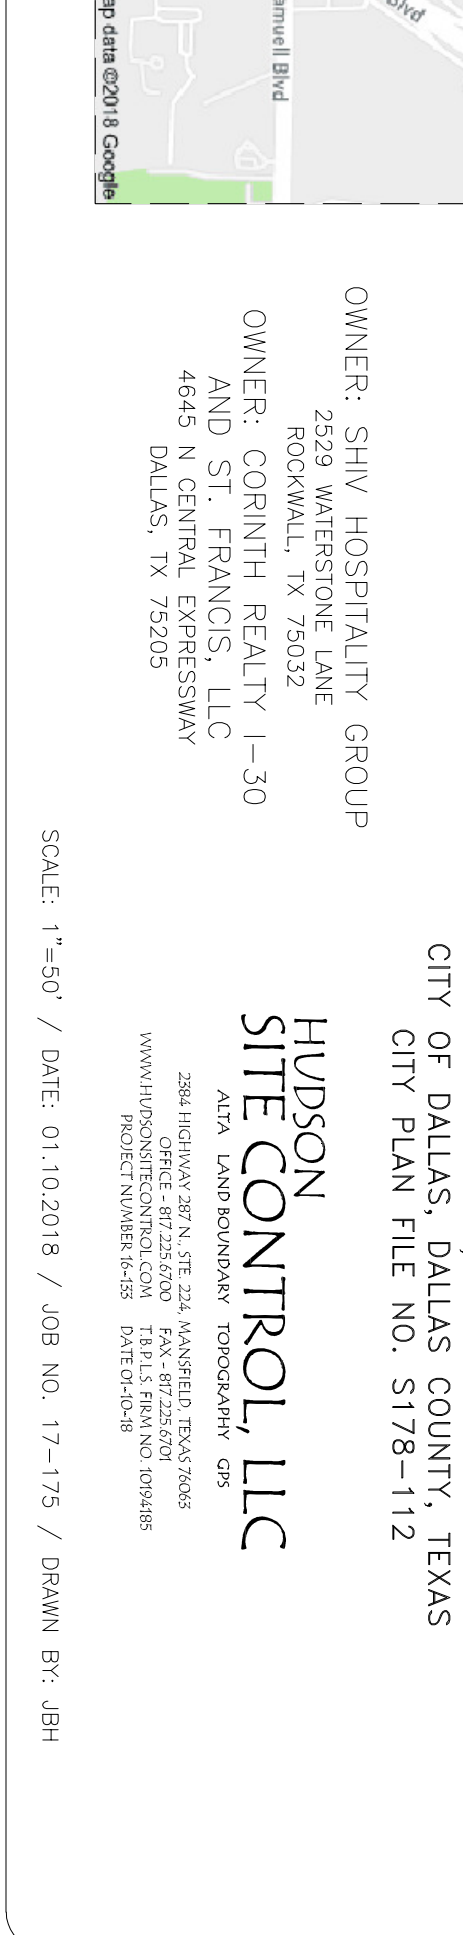 Blvd
amuell Blvd
ap data ©2018 Google
OWNER: SHIV HOSPITALITY GROUP
2529 WATERSTONE LANE
ROCKWALL, TX 75032
OWNER: CORINTH REALTY I-30
AND ST. FRANCIS, LLC
4645 N CENTRAL EXPRESSWAY
DALLAS, TX 75205
CITY OF DALLAS, DALLAS COUNTY, TEXAS
CITY PLAN FILE NO. S178-112
HUDSON
SITE CONTROL, LLC
ALTA LAND BOUNDARY TOPOGRAPHY GPS
2384 HIGHWAY 287 N., STE. 224, MANSFIELD, TEXAS 76063
OFFICE - 817.225.6700 FAX - 817.225.6701
WWW.HUDSONSITECONTROL.COM T.B.P.L.S. FIRM NO. 10194185
PROJECT NUMBER 16-133 DATE 01-10-18
SCALE: 1"=50' / DATE: 01.10.2018 / JOB NO. 17-175 / DRAWN BY: JBH